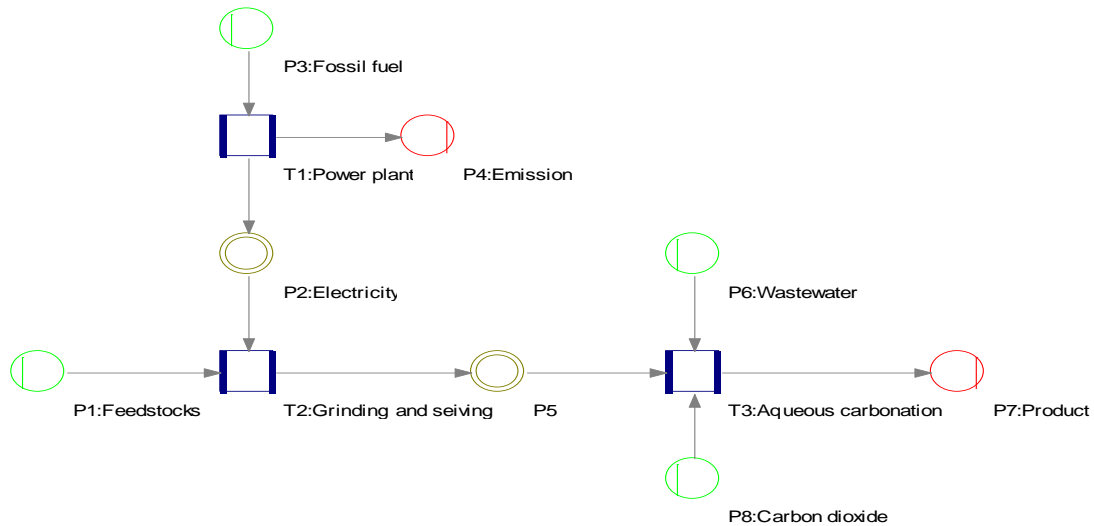 P3:Fossil fuel
T1:Power plant
P4:Emission
P2:Electricity
P6:Wastewater
P1:Feedstocks
T2:Grinding and seiving
P5
T3:Aqueous carbonation
P7:Product
P8:Carbon dioxide